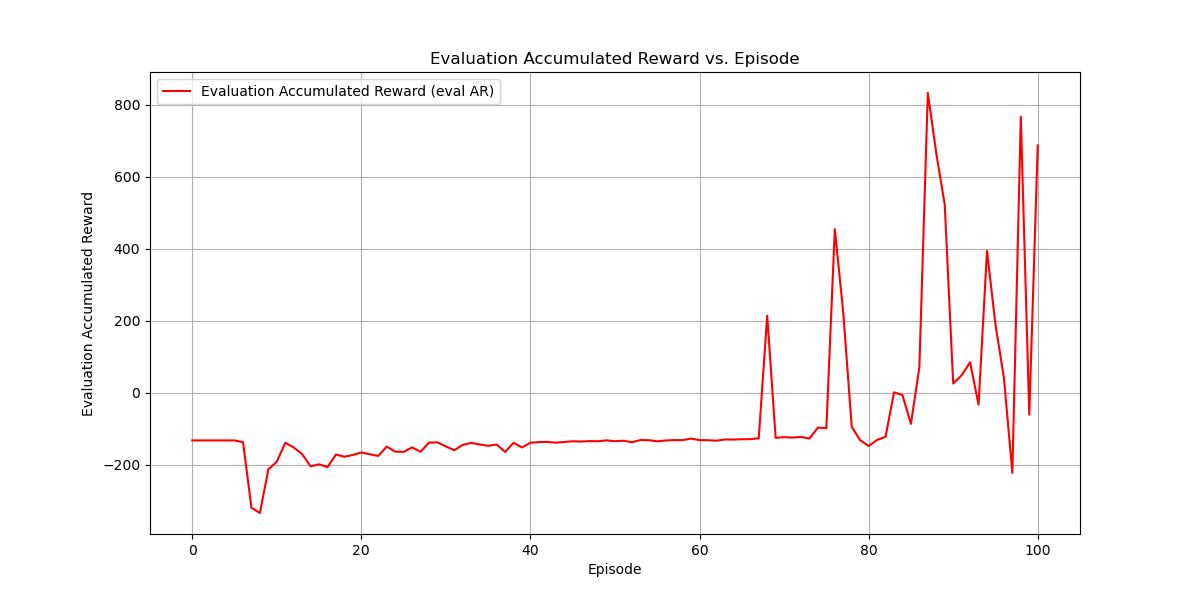 Evaluation Accumulated Reward vs. Episode
Evaluation Accumulated Reward (eval AR)
Evaluation Accumulated Reward
800
600
400
200
0
−200
0 20 40 60 80 100
Episode